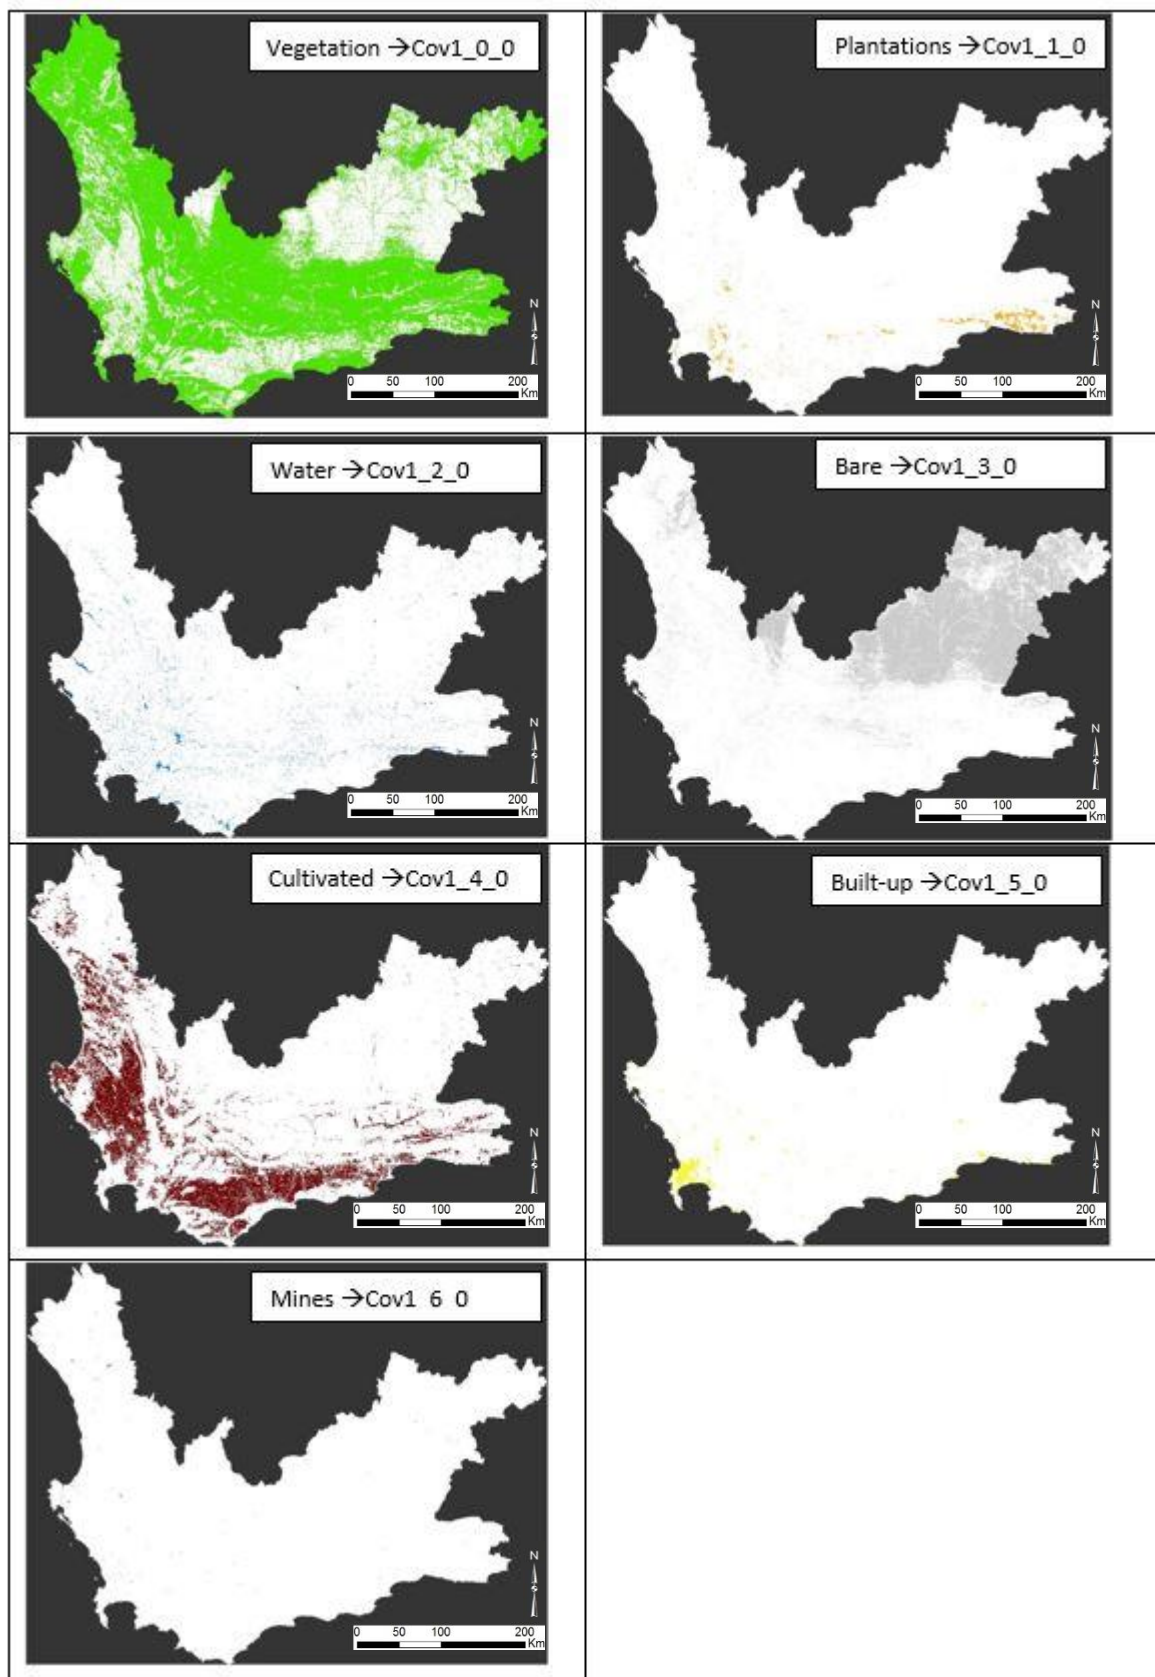 Vegetation →Cov1_0_0
N
0 50 100 200
Km
Plantations →Cov1_1_0
N
0 50 100 200
Km
Water →Cov1_2_0
N
0 50 100 200
Km
Bare →Cov1_3_0
N
0 50 100 200
Km
Cultivated →Cov1_4_0
N
0 50 100 200
Km
Built-up →Cov1_5_0
N
0 50 100 200
Km
Mines →Cov1 6 0
N
0 50 100 200
Km